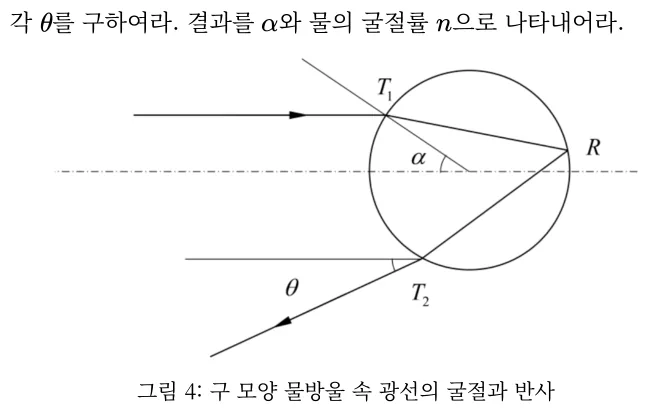 각 θ를 구하여라. 결과를 α와 물의 굴절률 n으로 나타내어라.
T₁
R
α
θ
T₂
그림 4: 구 모양 물방울 속 광선의 굴절과 반사